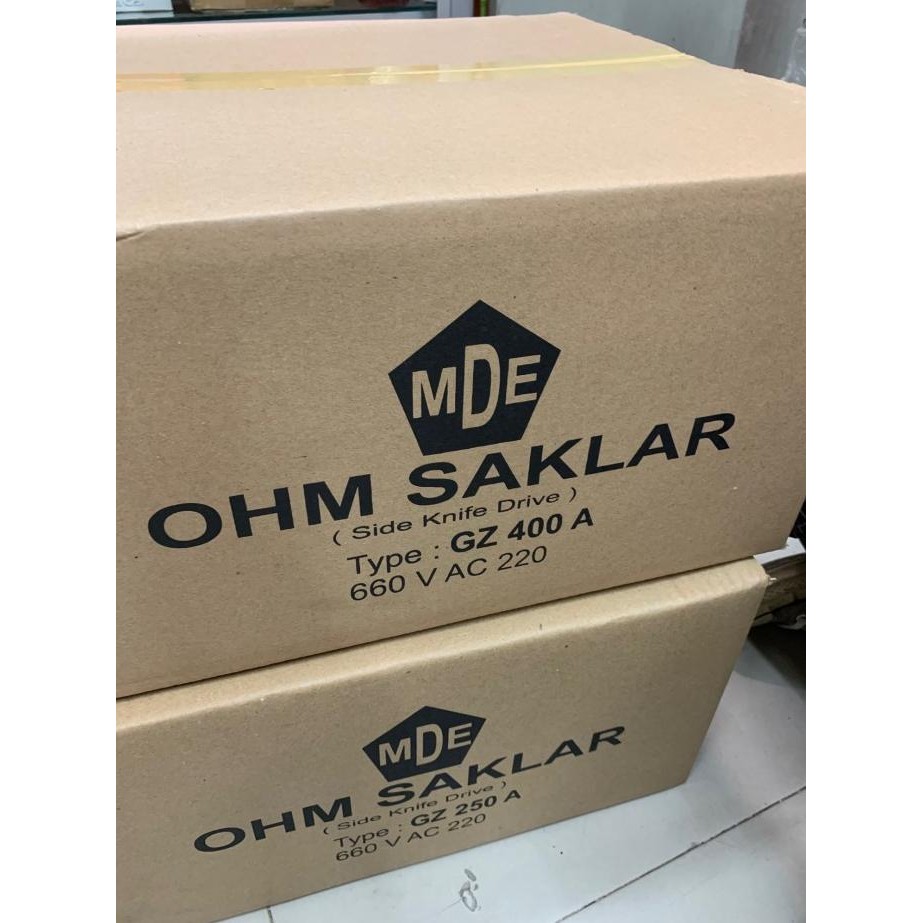 MDE
OHM SAKLAR
( Side Knife Drive )
Type : GZ 400 A
660 V AC 220
MDE
OHM SAKLAR
( Side Knife Drive )
Type : GZ 250 A
660 V AC 220